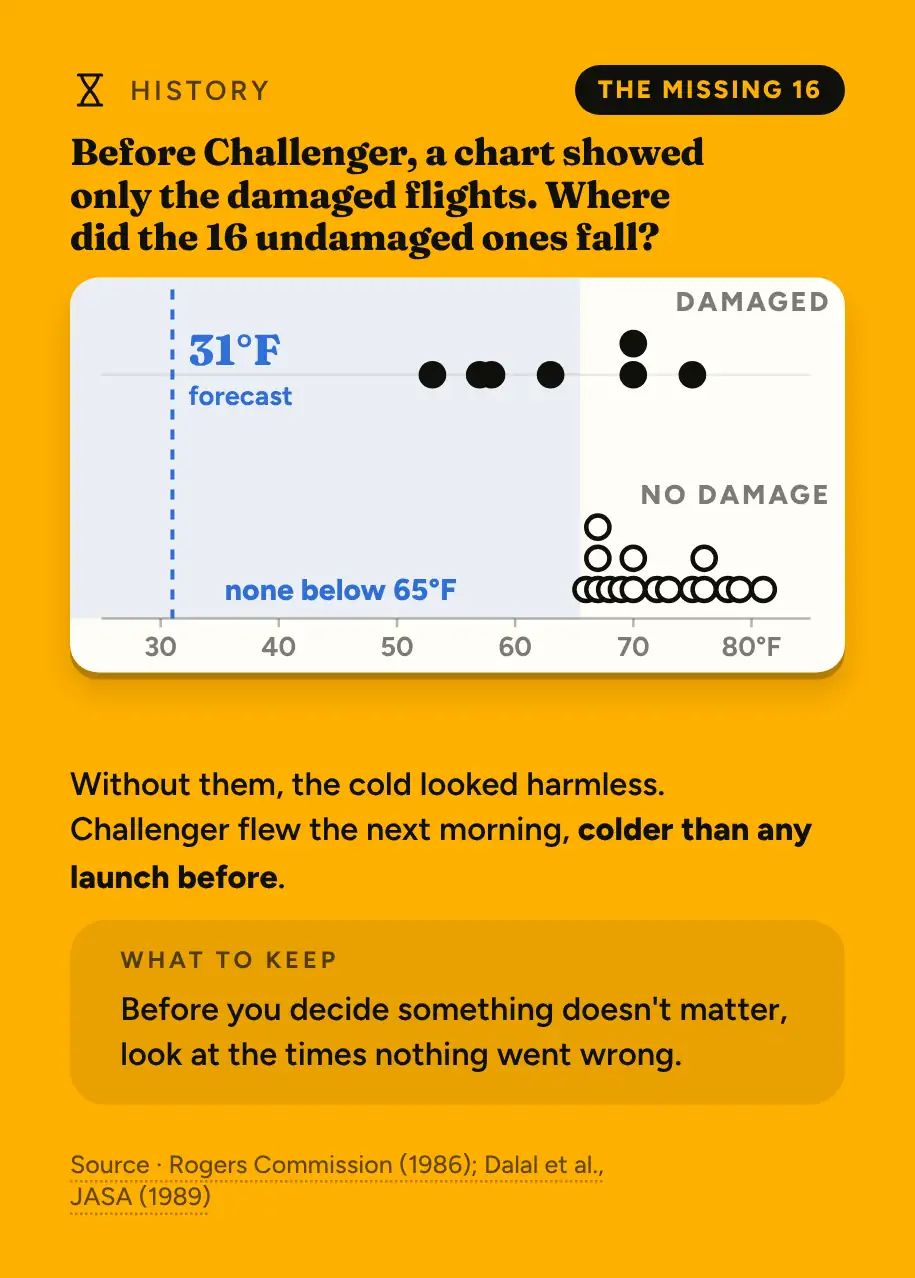 HISTORY
THE MISSING 16
Before Challenger, a chart showed
only the damaged flights. Where
did the 16 undamaged ones fall?
DAMAGED
31°F
forecast
NO DAMAGE
none below 65°F
30 40 50 60 70 80°F
Without them, the cold looked harmless.
Challenger flew the next morning, colder than any
launch before.
WHAT TO KEEP
Before you decide something doesn't matter,
look at the times nothing went wrong.
Source · Rogers Commission (1986); Dalal et al.,
JASA (1989)